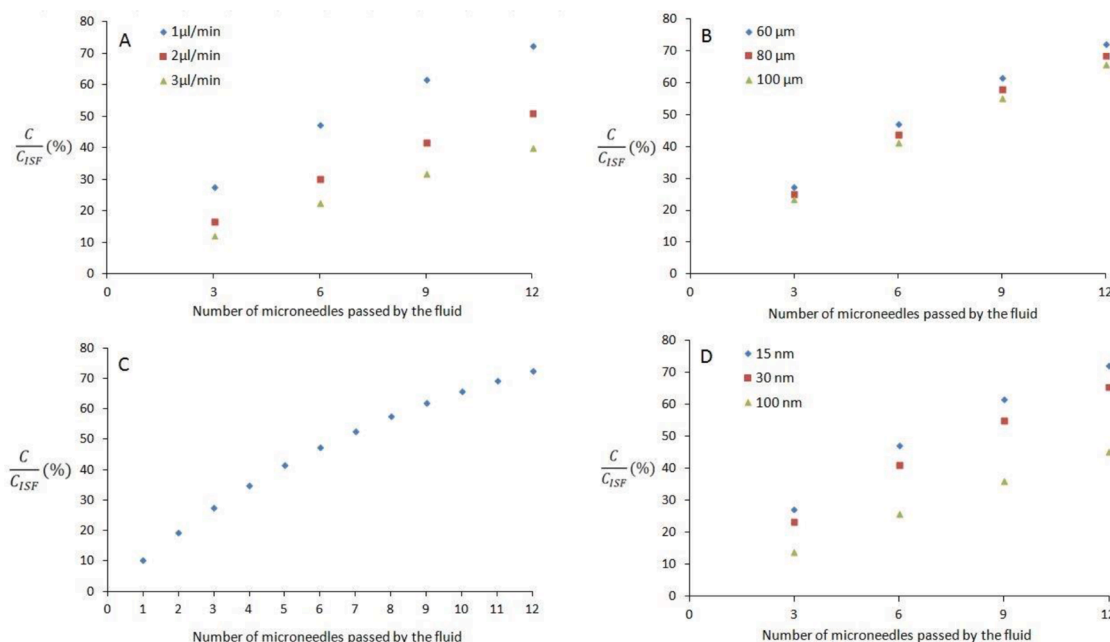 A
1µl/min
2µl/min
3µl/min
80
70
60
50
40
30
20
10
0
C
C_ISF (%)
0 3 6 9 12
Number of microneedles passed by the fluid
B
60 µm
80 µm
100 µm
80
70
60
50
40
30
20
10
0
C
C_ISF (%)
0 3 6 9 12
Number of microneedles passed by the fluid
C
80
70
60
50
40
30
20
10
0
C
C_ISF (%)
0 1 2 3 4 5 6 7 8 9 10 11 12
Number of microneedles passed by the fluid
D
15 nm
30 nm
100 nm
80
70
60
50
40
30
20
10
0
C
C_ISF (%)
0 3 6 9 12
Number of microneedles passed by the fluid